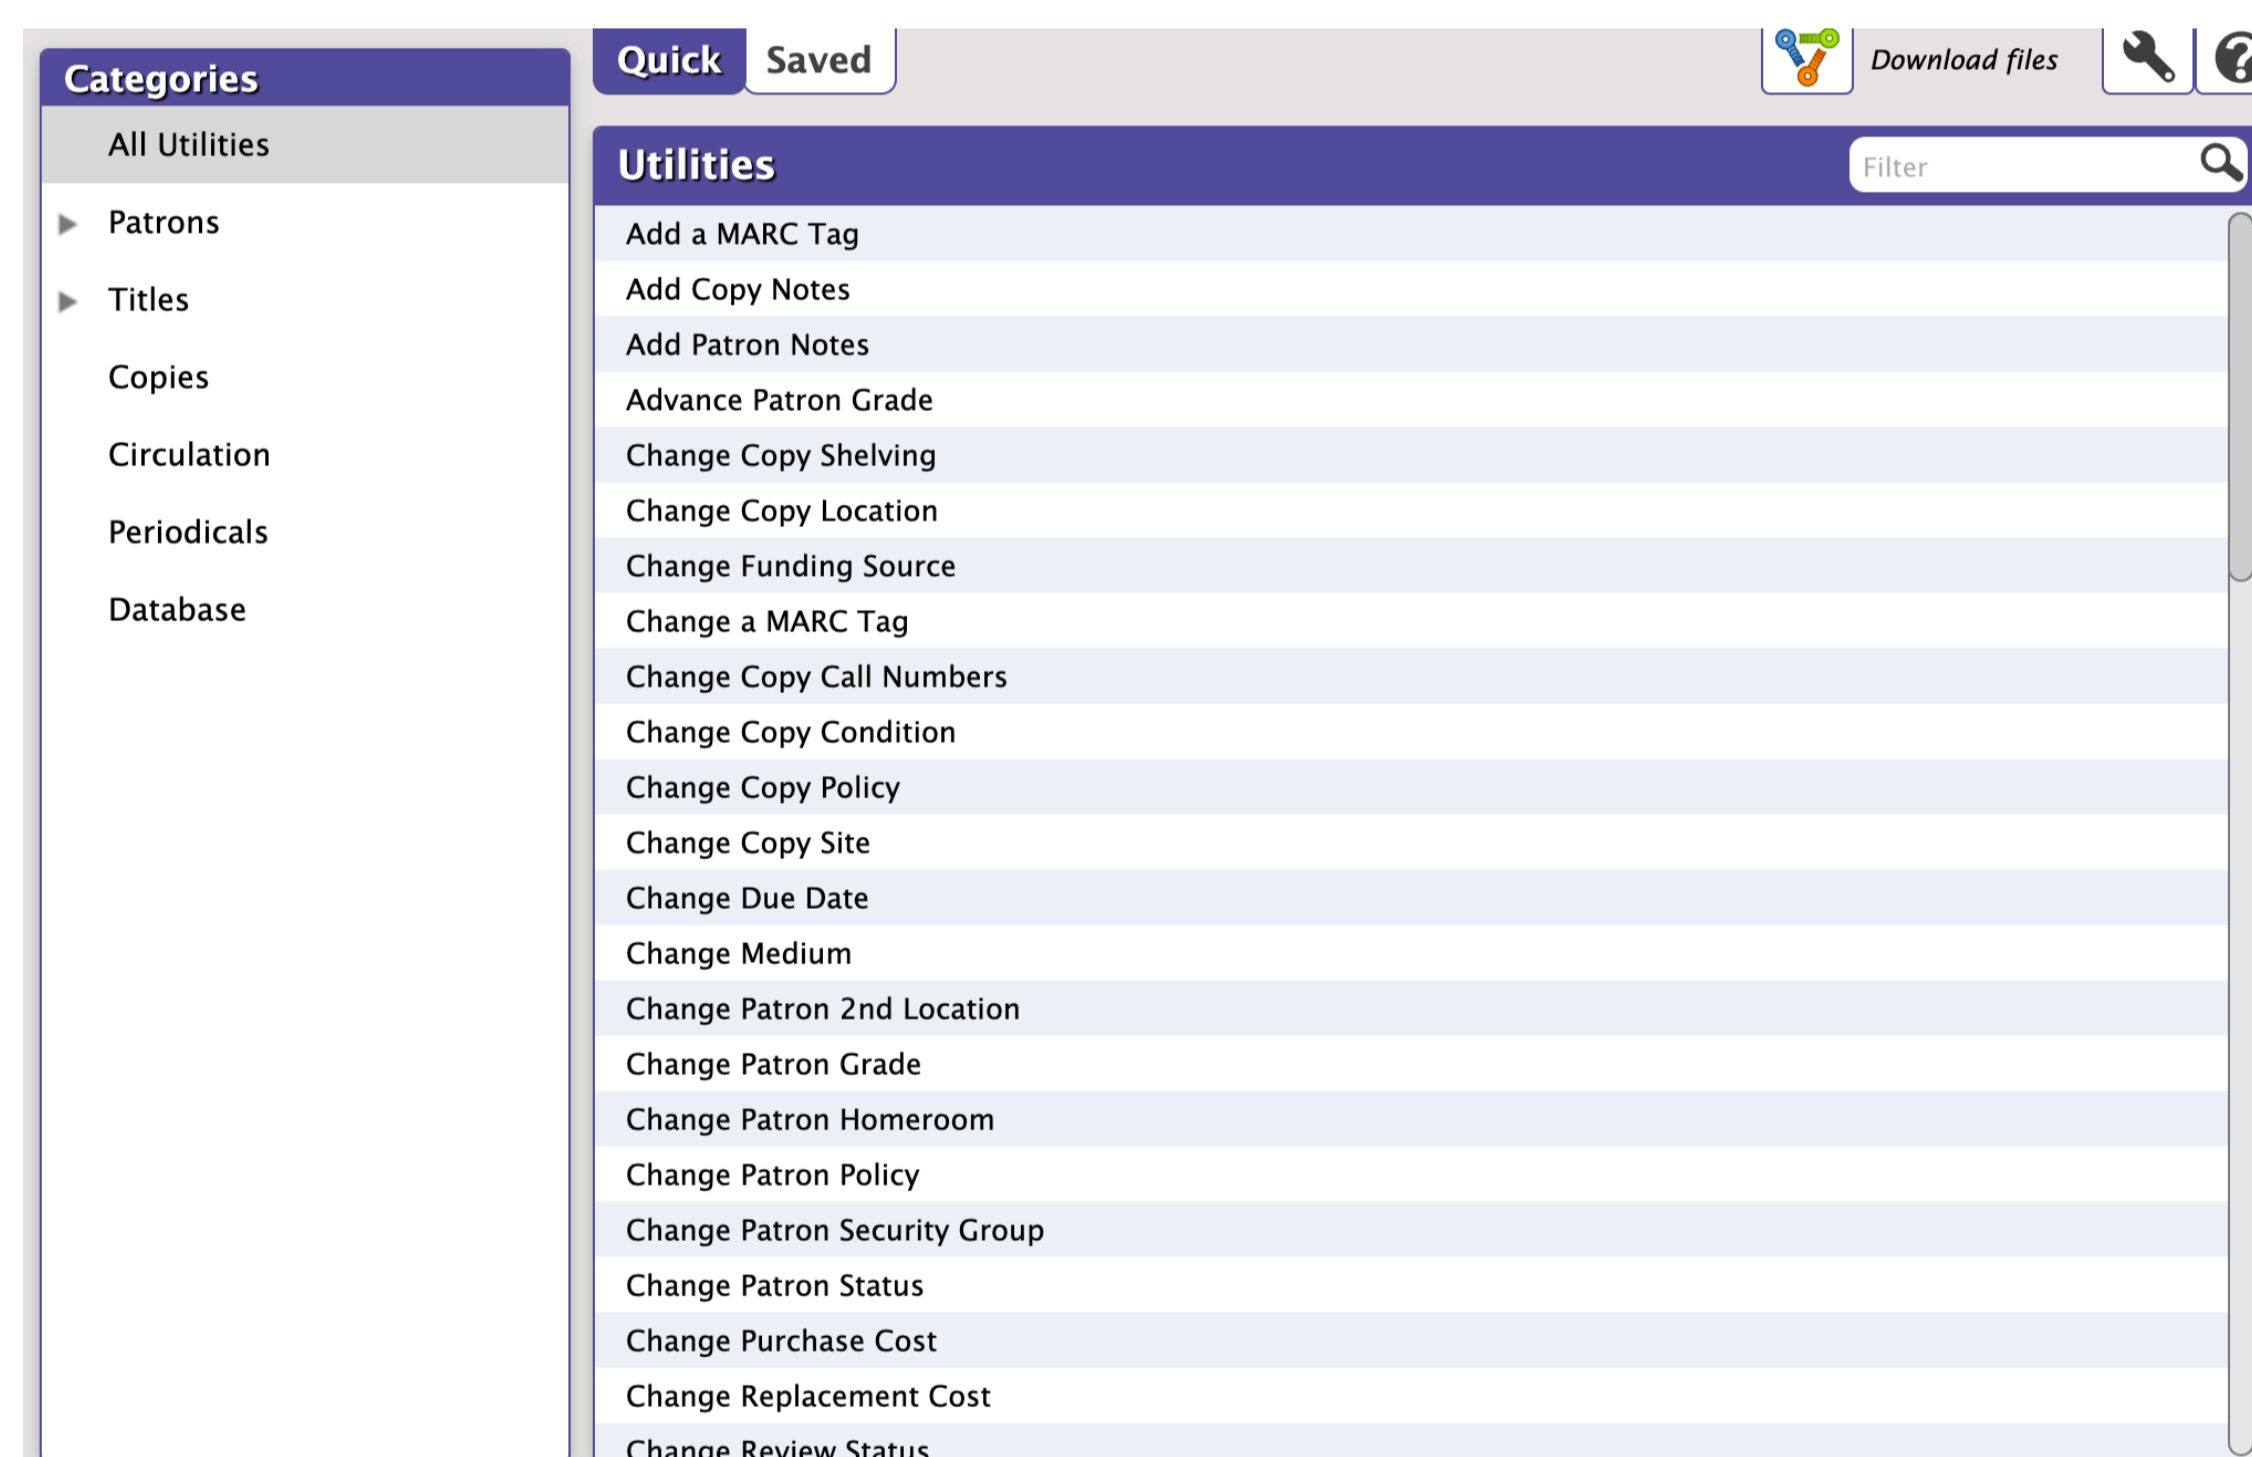 Categories
All Utilities
Patrons
Titles
Copies
Circulation
Periodicals
Database
Quick
Saved
Download files
Utilities
Filter
Add a MARC Tag
Add Copy Notes
Add Patron Notes
Advance Patron Grade
Change Copy Shelving
Change Copy Location
Change Funding Source
Change a MARC Tag
Change Copy Call Numbers
Change Copy Condition
Change Copy Policy
Change Copy Site
Change Due Date
Change Medium
Change Patron 2nd Location
Change Patron Grade
Change Patron Homeroom
Change Patron Policy
Change Patron Security Group
Change Patron Status
Change Purchase Cost
Change Replacement Cost
Change Review Status